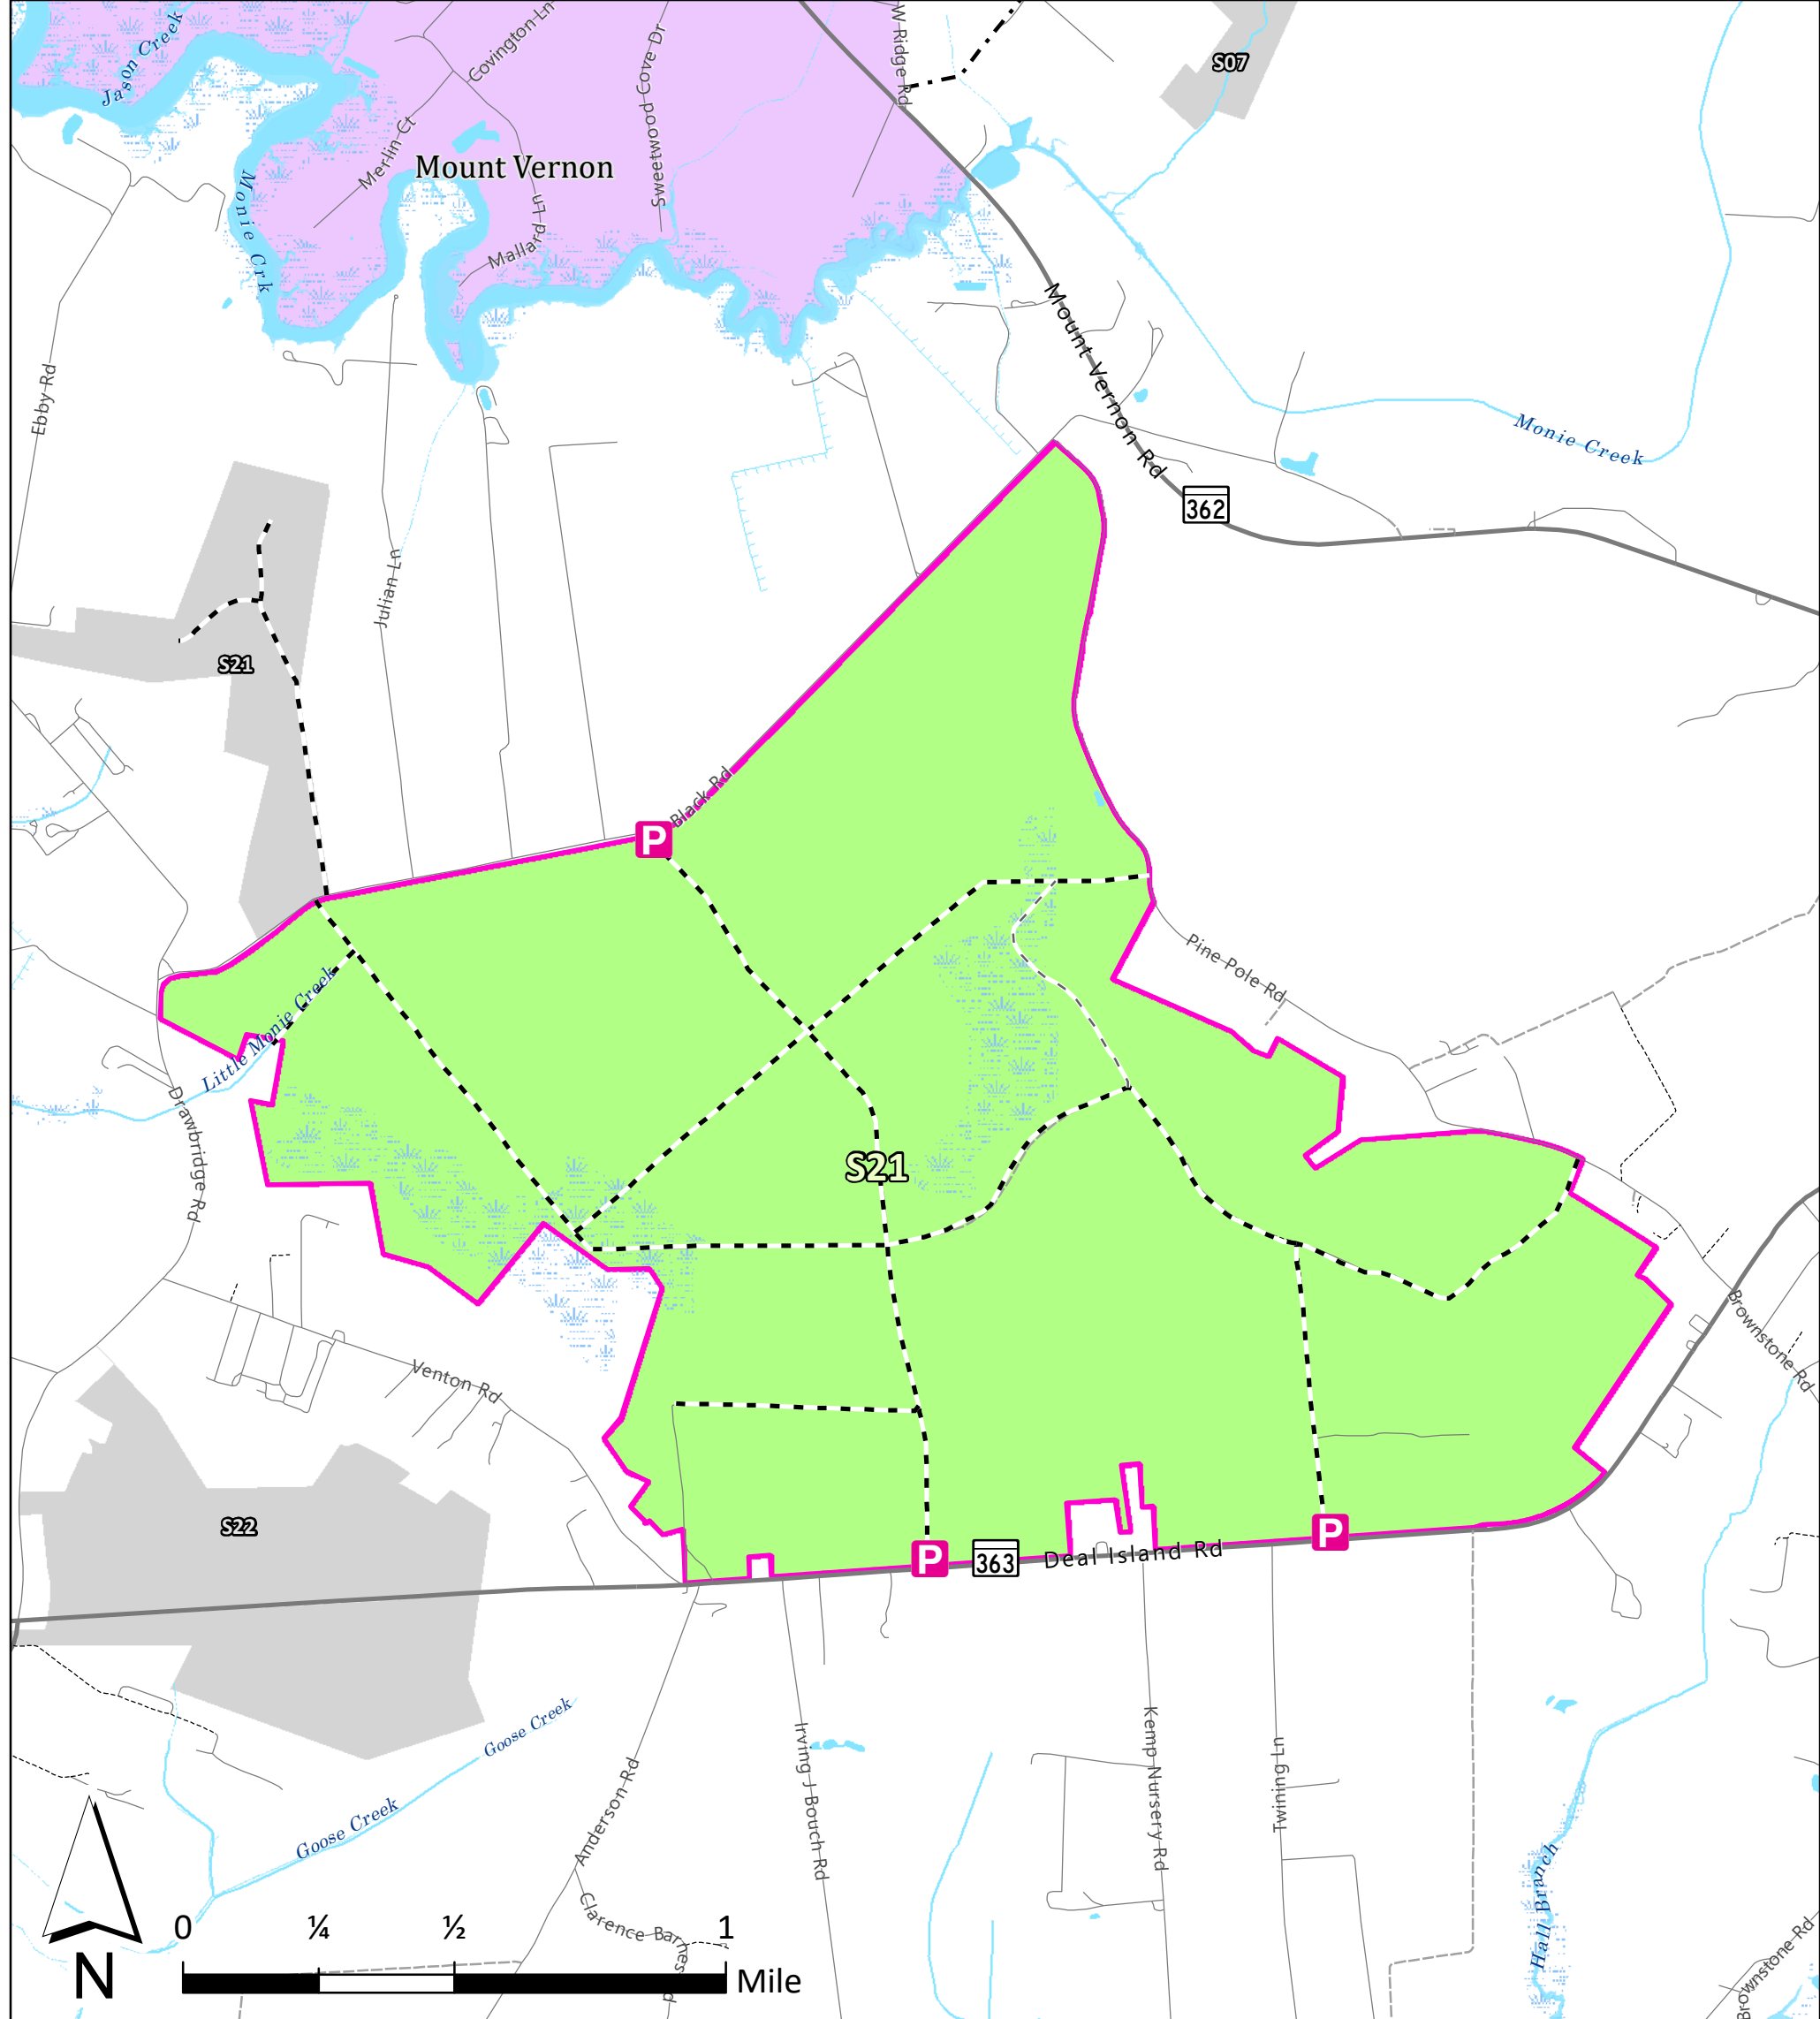 Jason Creek
Covington Ln
W Ridge Rd
S07
Sweetwood Cove Dr
Merlin Ct
Mount Vernon
Monie Crk
Mallard Ln
Mount Vernon Rd
Ebby Rd
Monie Creek
362
Julian Ln
S21
Black Rd
P
Pine Pole Rd
Little Monie Creek
Drawbridge Rd
S21
Brownstone Rd
Venton Rd
S22
P
363
Deal Island Rd
P
Goose Creek
Goose Creek
Anderson Rd
Irving J Bouch Rd
Kemp Nursery Rd
Twining Ln
Hall Branch
Clarence Barnes Rd
Brownstone Rd
N
0 ¼ ½ 1
Mile